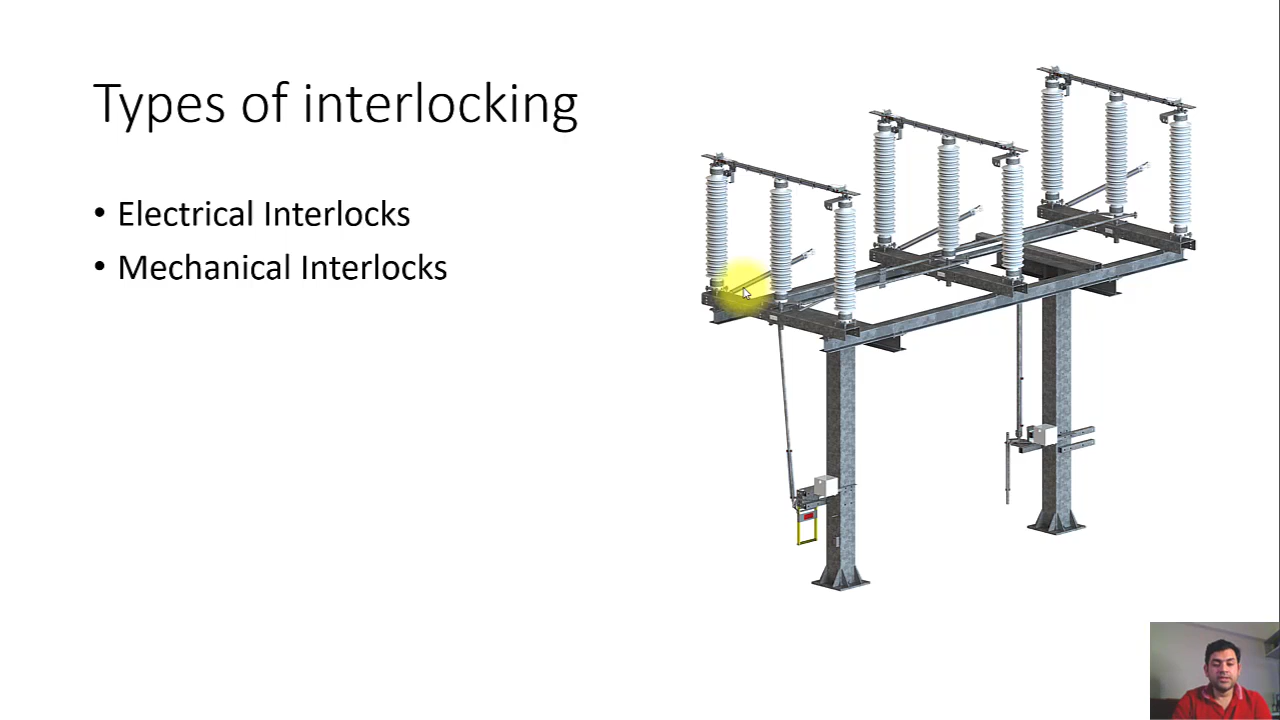 Types of interlocking
• Electrical Interlocks
• Mechanical Interlocks